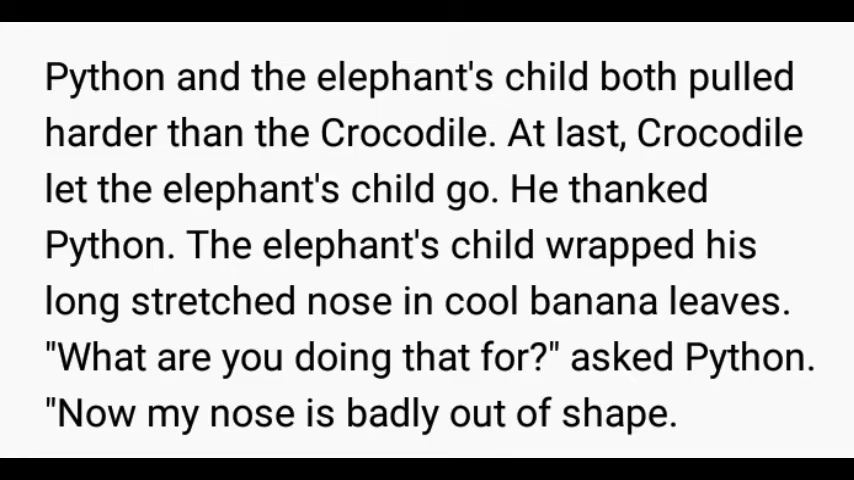 Python and the elephant's child both pulled
harder than the Crocodile. At last, Crocodile
let the elephant's child go. He thanked
Python. The elephant's child wrapped his
long stretched nose in cool banana leaves.
"What are you doing that for?" asked Python.
"Now my nose is badly out of shape.